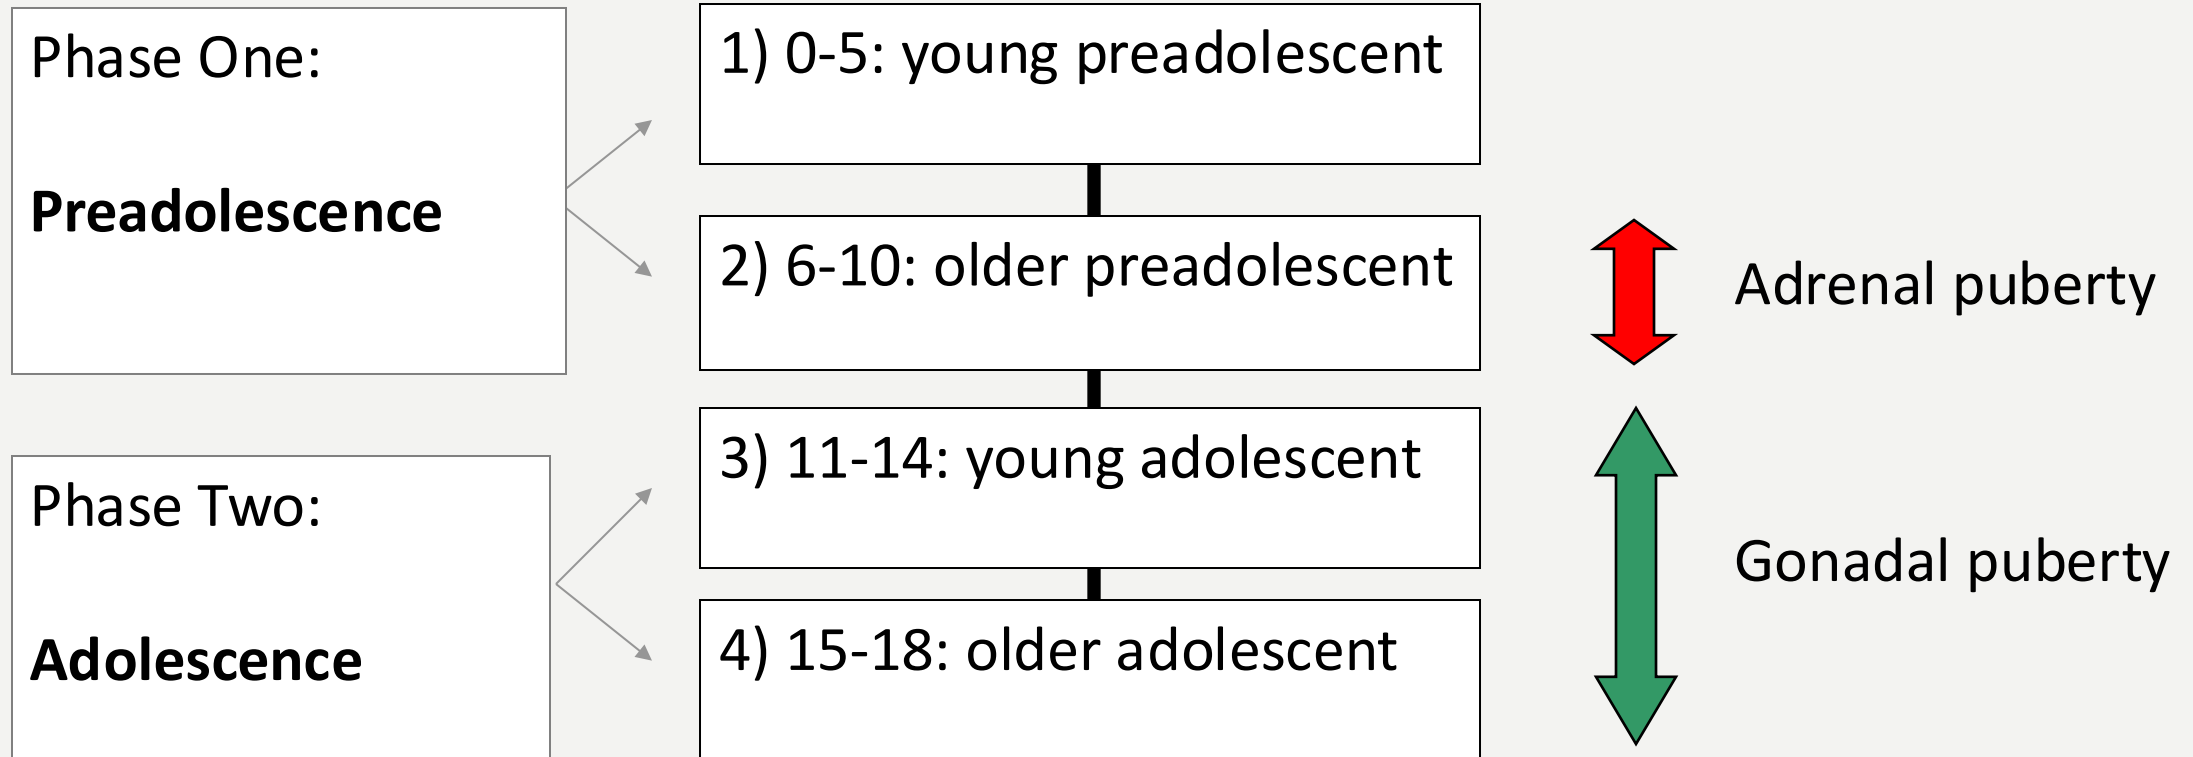 Phase One:
Preadolescence
1) 0-5: young preadolescent
2) 6-10: older preadolescent
Adrenal puberty
Phase Two:
Adolescence
3) 11-14: young adolescent
4) 15-18: older adolescent
Gonadal puberty